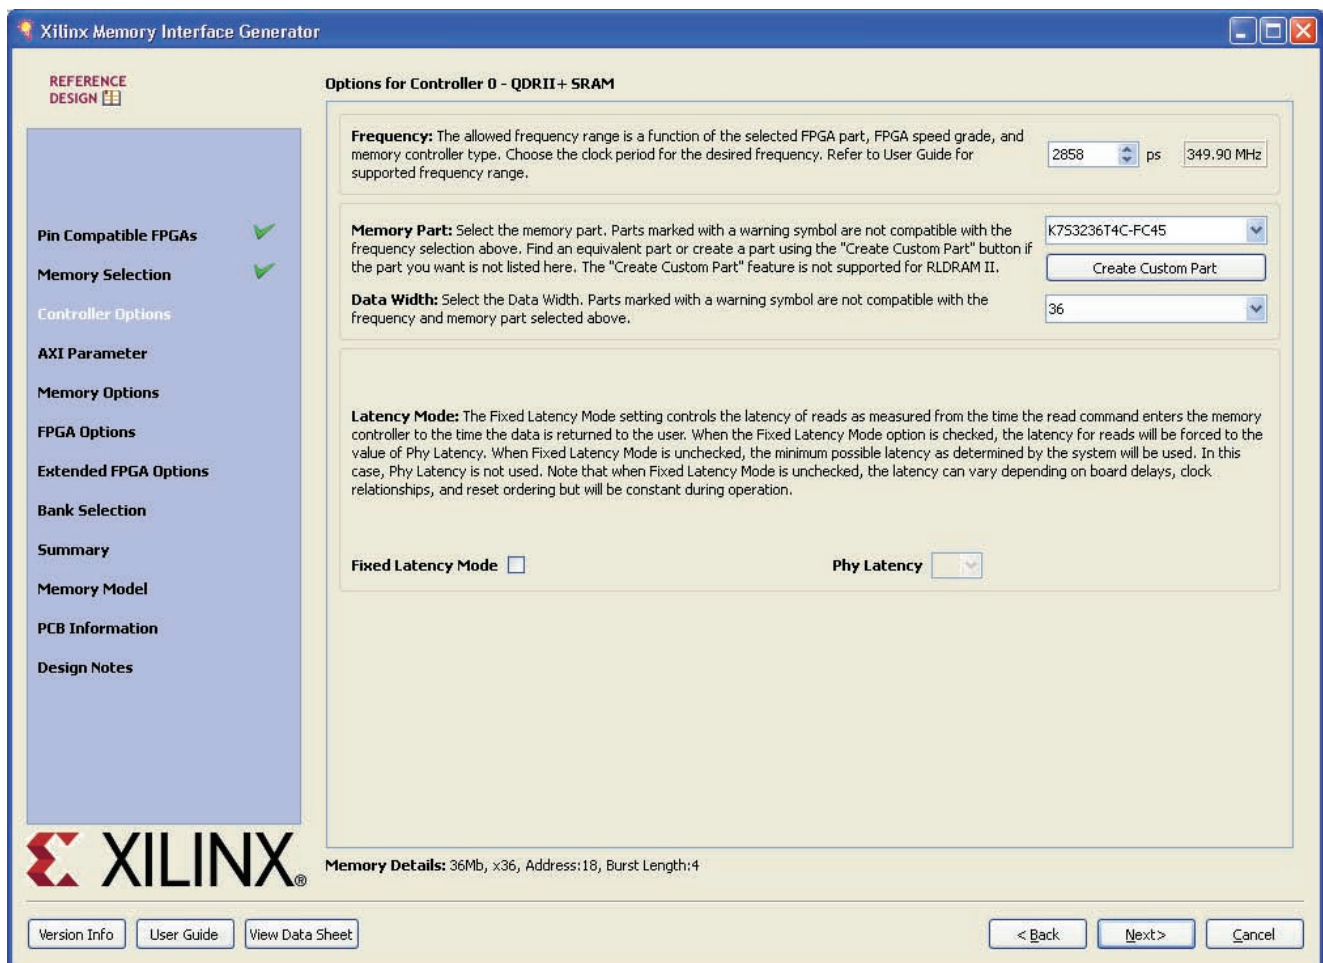 Xilinx Memory Interface Generator
REFERENCE
DESIGN
Pin Compatible FPGAs
Memory Selection
Controller Options
AXI Parameter
Memory Options
FPGA Options
Extended FPGA Options
Bank Selection
Summary
Memory Model
PCB Information
Design Notes
XILINX®
Options for Controller 0 - QDRII+ SRAM
Frequency: The allowed frequency range is a function of the selected FPGA part, FPGA speed grade, and
memory controller type. Choose the clock period for the desired frequency. Refer to User Guide for
supported frequency range.
2858 ps 349.90 MHz
Memory Part: Select the memory part. Parts marked with a warning symbol are not compatible with the
frequency selection above. Find an equivalent part or create a part using the "Create Custom Part" button if
the part you want is not listed here. The "Create Custom Part" feature is not supported for RLDRAM II.
K7S3236T4C-FC45
Create Custom Part
Data Width: Select the Data Width. Parts marked with a warning symbol are not compatible with the
frequency and memory part selected above.
36
Latency Mode: The Fixed Latency Mode setting controls the latency of reads as measured from the time the read command enters the memory
controller to the time the data is returned to the user. When the Fixed Latency Mode option is checked, the latency for reads will be forced to the
value of Phy Latency. When Fixed Latency Mode is unchecked, the minimum possible latency as determined by the system will be used. In this
case, Phy Latency is not used. Note that when Fixed Latency Mode is unchecked, the latency can vary depending on board delays, clock
relationships, and reset ordering but will be constant during operation.
Fixed Latency Mode Phy Latency
Memory Details: 36Mb, x36, Address:18, Burst Length:4
Version Info User Guide View Data Sheet < Back Next> Cancel